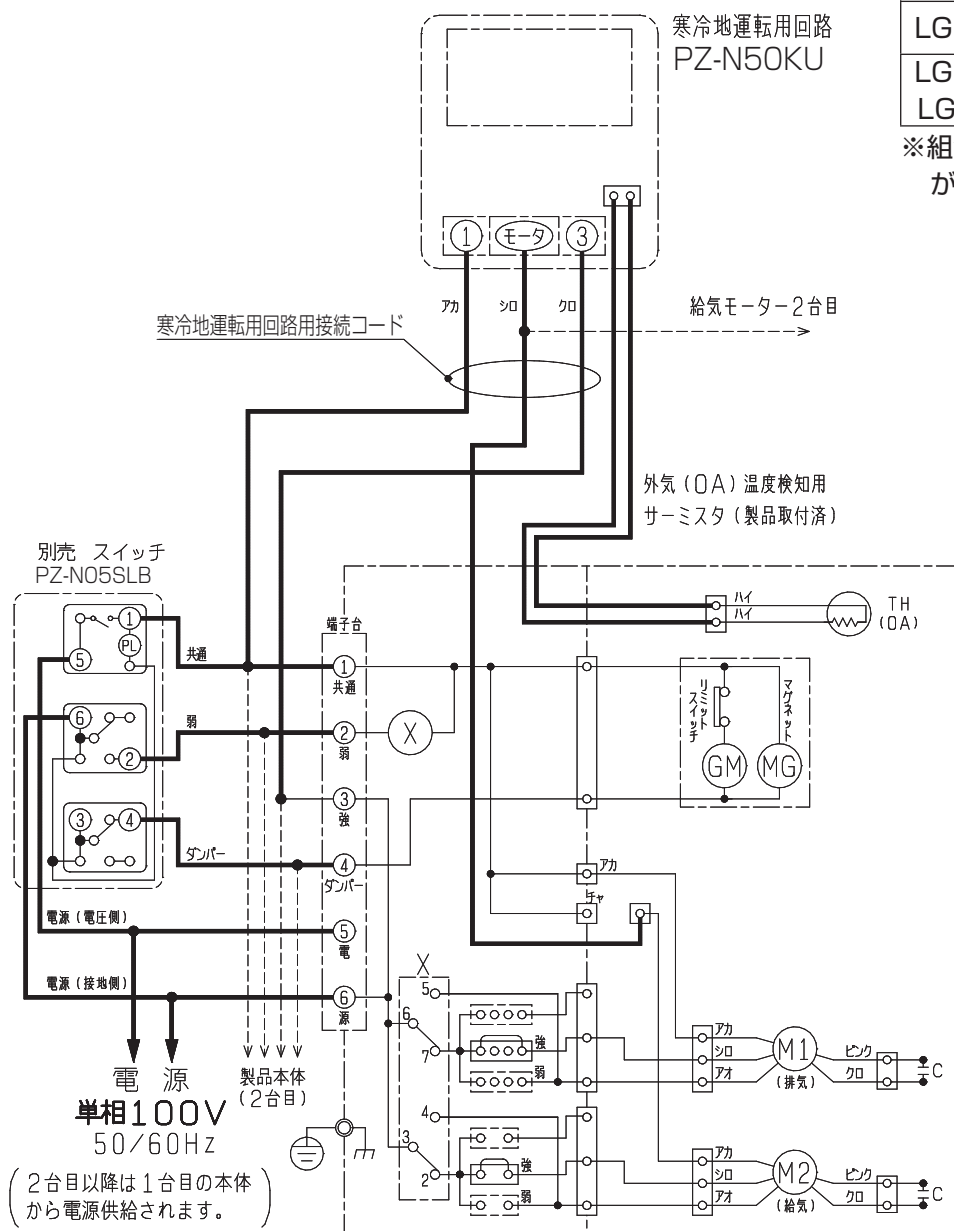 寒冷地運転用回路
PZ-N50KU
LG
LG
LG
※組
が
1
モータ
3
アカ
シロ
クロ
給気モーター2台目
寒冷地運転用回路用接続コード
外気(OA)温度検知用
サーミスタ(製品取付済)
別売 スイッチ
PZ-N05SLB
ハイ
ハイ
TH
(OA)
端子台
1
PL
5
共通
1
共通
リミット
スイッチ
マグネット
6
2
弱
2
弱
X
GM
MG
3
4
3
強
ダンパー
4
ダンパー
アカ
チャ
電源(電圧側)
5
電
電源(接地側)
6
源
X
5
6
7
強
弱
アカ
シロ
アオ
M1
(排気)
ピンク
クロ
C
電 源
単相100V
50/60Hz
製品本体
(2台目)
4
3
2
強
弱
アカ
シロ
アオ
M2
(給気)
ピンク
クロ
C
2台目以降は1台目の本体
から電源供給されます。